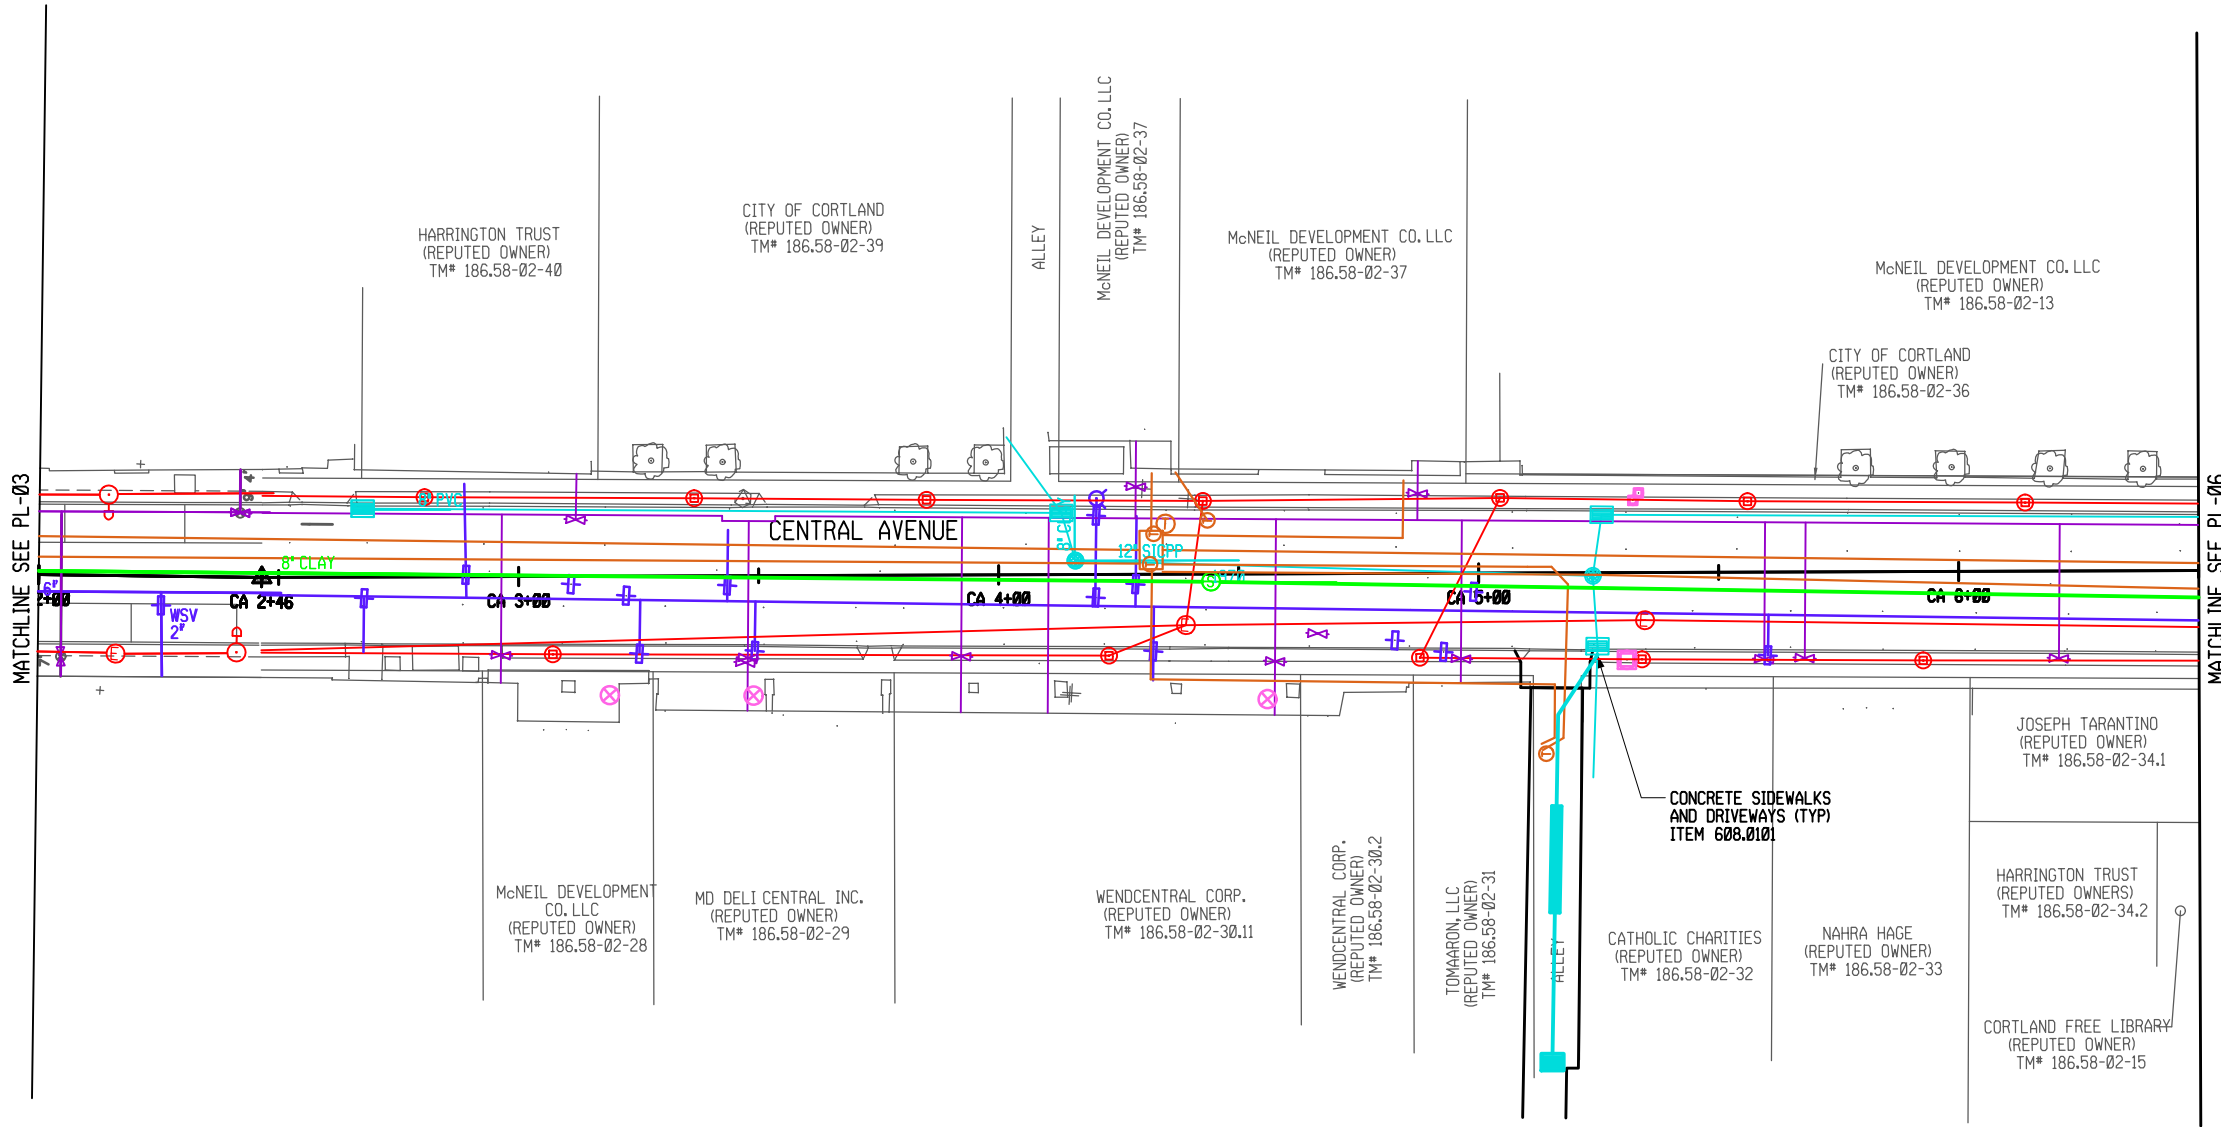 McNEIL DEVELOPMENT CO. LLC
(REPUTED OWNER)
TM# 186.58-02-37
HARRINGTON TRUST
(REPUTED OWNER)
TM# 186.58-02-40
CITY OF CORTLAND
(REPUTED OWNER)
TM# 186.58-02-39
ALLEY
McNEIL DEVELOPMENT CO. LLC
(REPUTED OWNER)
TM# 186.58-02-37
McNEIL DEVELOPMENT CO. LLC
(REPUTED OWNER)
TM# 186.58-02-13
CITY OF CORTLAND
(REPUTED OWNER)
TM# 186.58-02-36
MATCHLINE SEE PL-03
MATCHLINE SEE PL-06
CENTRAL AVENUE
8" CLAY
12" SICPP
6"
2+00
CA 2+46
CA 3+00
CA 4+00
CA 5+00
CA 6+00
WSV
2"
CONCRETE SIDEWALKS
AND DRIVEWAYS (TYP)
ITEM 608.0101
JOSEPH TARANTINO
(REPUTED OWNER)
TM# 186.58-02-34.1
McNEIL DEVELOPMENT
CO. LLC
(REPUTED OWNER)
TM# 186.58-02-28
MD DELI CENTRAL INC.
(REPUTED OWNER)
TM# 186.58-02-29
WENDCENTRAL CORP.
(REPUTED OWNER)
TM# 186.58-02-30.11
WENDCENTRAL CORP.
(REPUTED OWNER)
TM# 186.58-02-30.2
TOMAARON, LLC
(REPUTED OWNER)
TM# 186.58-02-31
ALLEY
CATHOLIC CHARITIES
(REPUTED OWNER)
TM# 186.58-02-32
NAHRA HAGE
(REPUTED OWNER)
TM# 186.58-02-33
HARRINGTON TRUST
(REPUTED OWNERS)
TM# 186.58-02-34.2
CORTLAND FREE LIBRARY
(REPUTED OWNER)
TM# 186.58-02-15